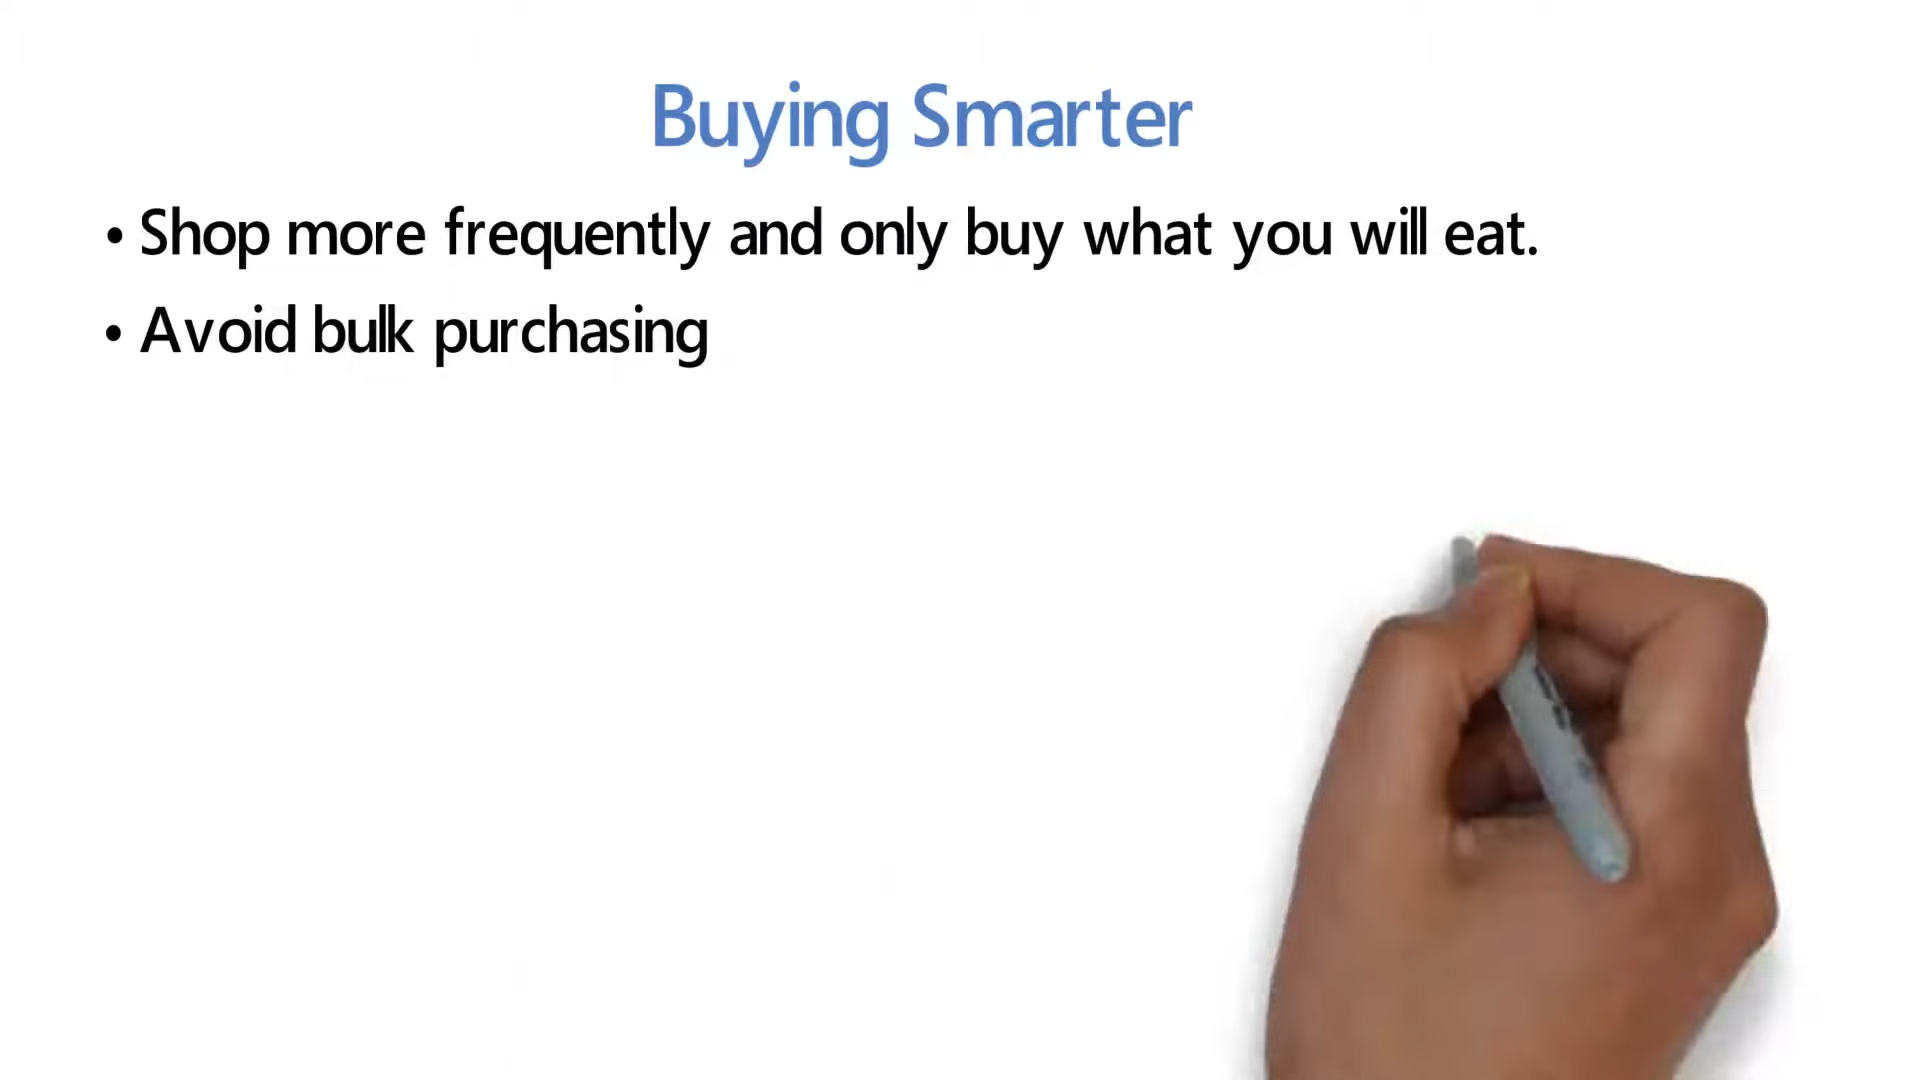 Buying Smarter
• Shop more frequently and only buy what you will eat.
• Avoid bulk purchasing